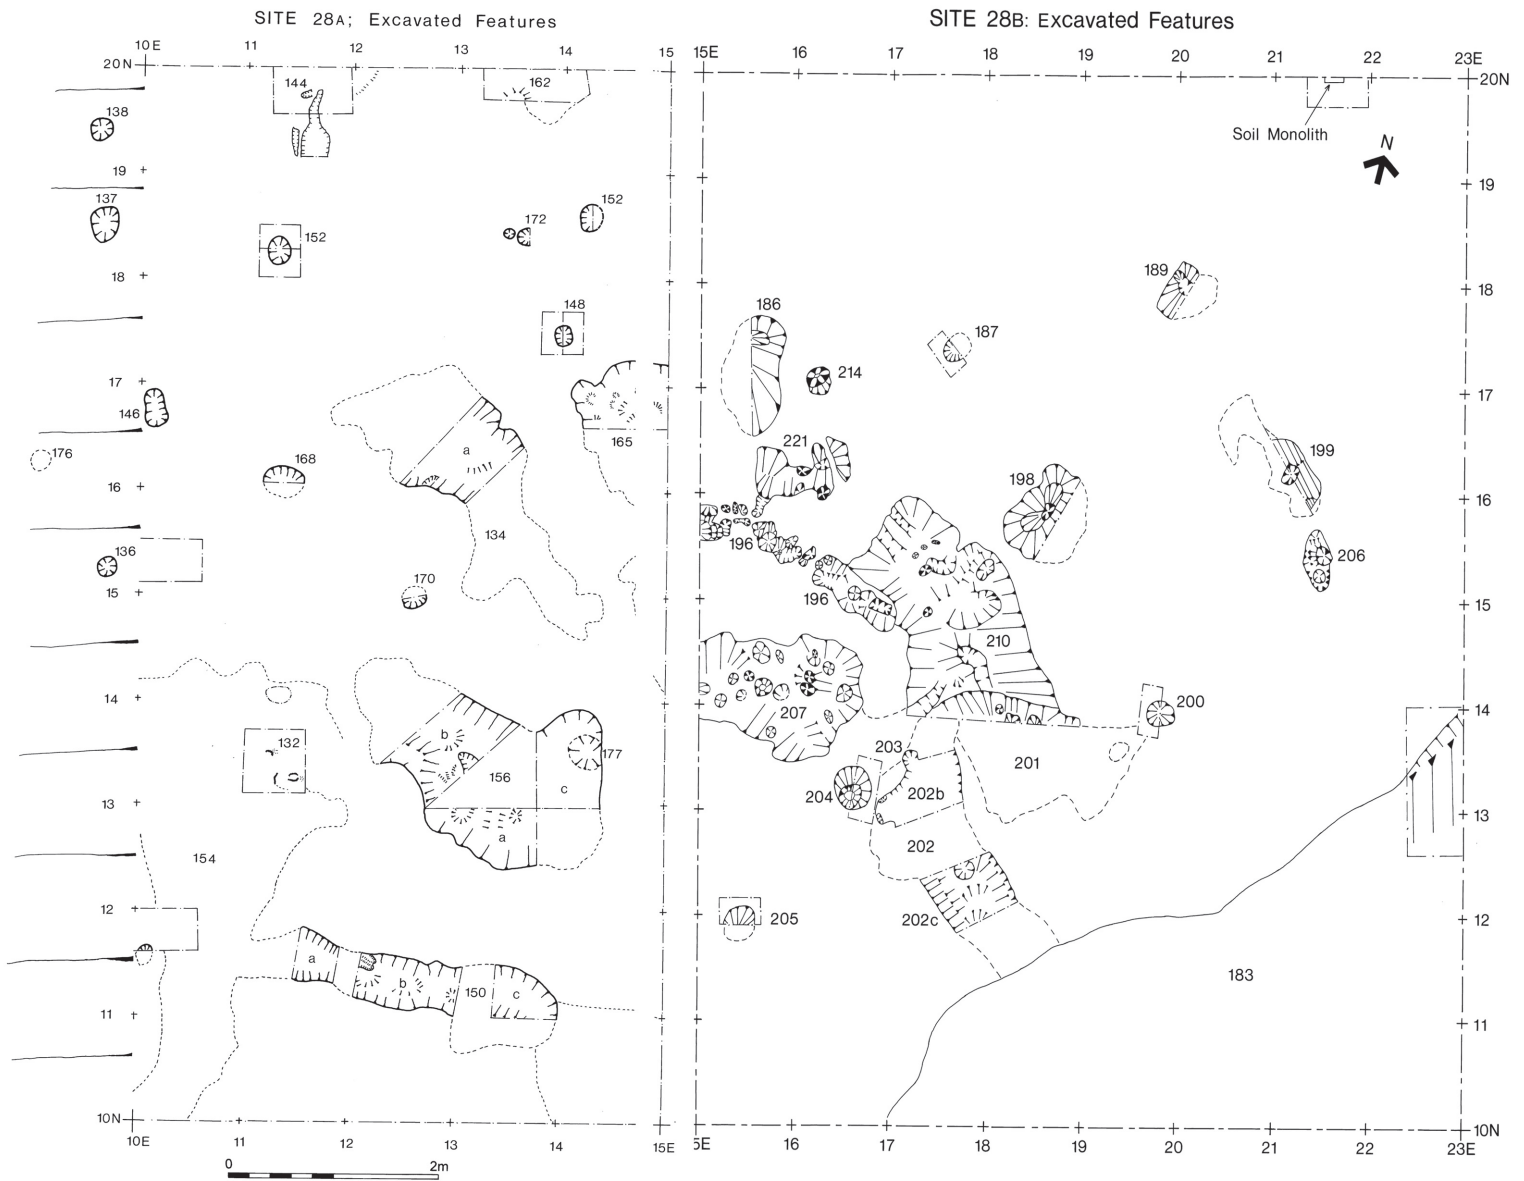 SITE 28A; Excavated Features
SITE 28B: Excavated Features
10E 11 12 13 14 15
15E 16 17 18 19 20 21 22 23E
20N
20N
144
162
Soil Monolith
N
138
19
19
137
152
172
152
18
189
18
148
186
187
17
214
17
146
165
221
199
176
168
a
198
16
16
134
196
206
136
170
196
15
15
210
14
207
200
14
b
177
203
201
132
156
c
204
202b
13
13
a
202
154
12
205
202c
12
a
b
150
c
183
11
11
10N
10N
10E 11 12 13 14 15E
5E 16 17 18 19 20 21 22 23E
0 2m